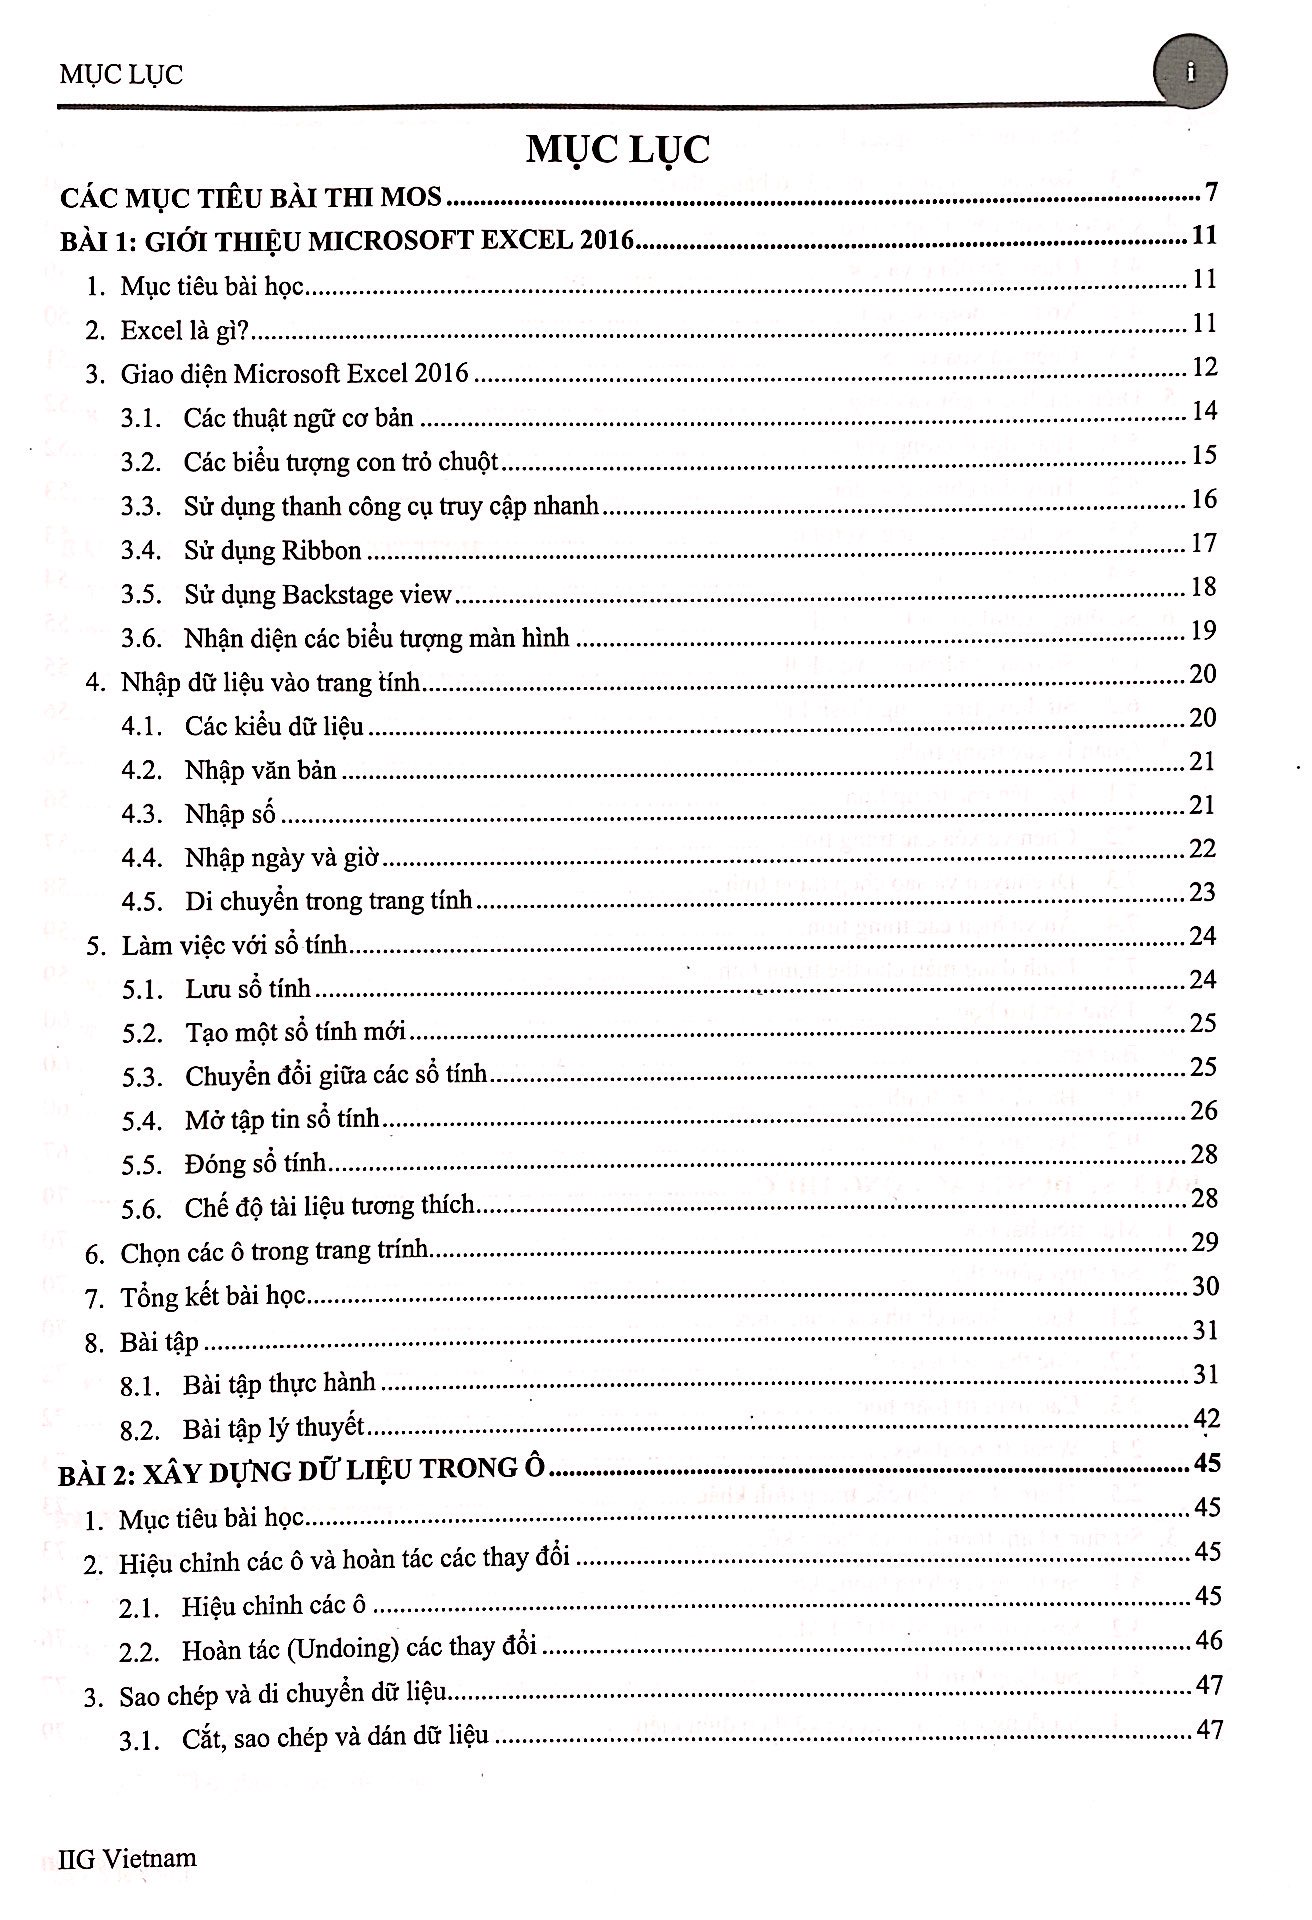 MỤC LỤC
i
MỤC LỤC
CÁC MỤC TIÊU BÀI THI MOS 7
BÀI 1: GIỚI THIỆU MICROSOFT EXCEL 2016 11
1. Mục tiêu bài học 11
2. Excel là gì? 11
3. Giao diện Microsoft Excel 2016 12
3.1. Các thuật ngữ cơ bản 14
3.2. Các biểu tượng con trỏ chuột 15
3.3. Sử dụng thanh công cụ truy cập nhanh 16
3.4. Sử dụng Ribbon 17
3.5. Sử dụng Backstage view 18
3.6. Nhận diện các biểu tượng màn hình 19
4. Nhập dữ liệu vào trang tính 20
4.1. Các kiểu dữ liệu 20
4.2. Nhập văn bản 21
4.3. Nhập số 21
4.4. Nhập ngày và giờ 22
4.5. Di chuyển trong trang tính 23
5. Làm việc với sổ tính 24
5.1. Lưu sổ tính 24
5.2. Tạo một sổ tính mới 25
5.3. Chuyển đổi giữa các sổ tính 25
5.4. Mở tập tin sổ tính 26
5.5. Đóng sổ tính 28
5.6. Chế độ tài liệu tương thích 28
6. Chọn các ô trong trang trính 29
7. Tổng kết bài học 30
8. Bài tập 31
8.1. Bài tập thực hành 31
8.2. Bài tập lý thuyết 42
BÀI 2: XÂY DỰNG DỮ LIỆU TRONG Ô 45
1. Mục tiêu bài học 45
2. Hiệu chỉnh các ô và hoàn tác các thay đổi 45
2.1. Hiệu chỉnh các ô 45
2.2. Hoàn tác (Undoing) các thay đổi 46
3. Sao chép và di chuyển dữ liệu 47
3.1. Cắt, sao chép và dán dữ liệu 47
IIG Vietnam